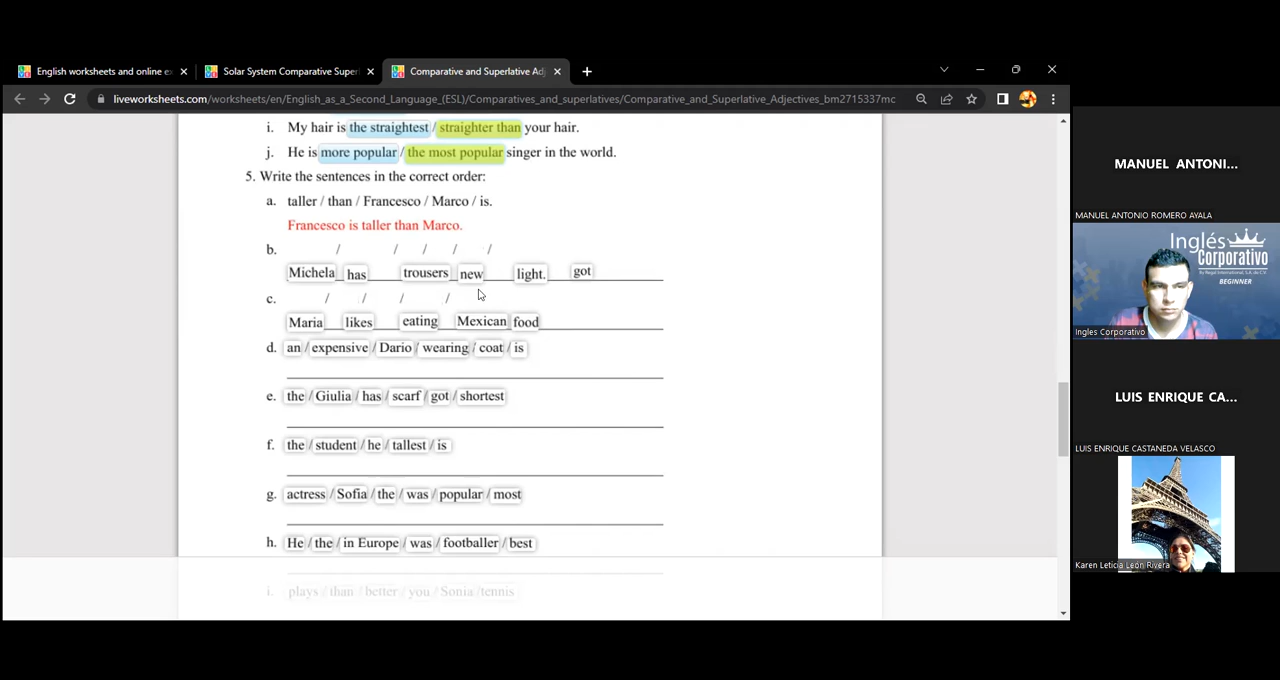 English worksheets and online e
Solar System Comparative Super
Comparative and Superlative Adj
liveworksheets.com/worksheets/en/English_as_a_Second_Language_(ESL)/Comparatives_and_superlatives/Comparative_and_Superlative_Adjectives_bm2715337mc
i. My hair is the straightest / straighter than your hair.
j. He is more popular / the most popular singer in the world.
5. Write the sentences in the correct order:
a. taller / than / Francesco / Marco / is.
Francesco is taller than Marco.
b. / / / / /
Michela has trousers new light. got
c. / / / /
Maria likes eating Mexican food
d. an / expensive / Dario / wearing / coat / is
e. the / Giulia / has / scarf / got / shortest
f. the / student / he / tallest / is
g. actress / Sofia / the / was / popular / most
h. He / the / in Europe / was / footballer / best
i. plays / than / better / you / Sonia /tennis
MANUEL ANTONI...
MANUEL ANTONIO ROMERO AYALA
Inglés
Corporativo
By Regal International, S.A. de C.V.
BEGINNER
Ingles Corporativo
LUIS ENRIQUE CA...
LUIS ENRIQUE CASTANEDA VELASCO
Karen Leticia León Rivera